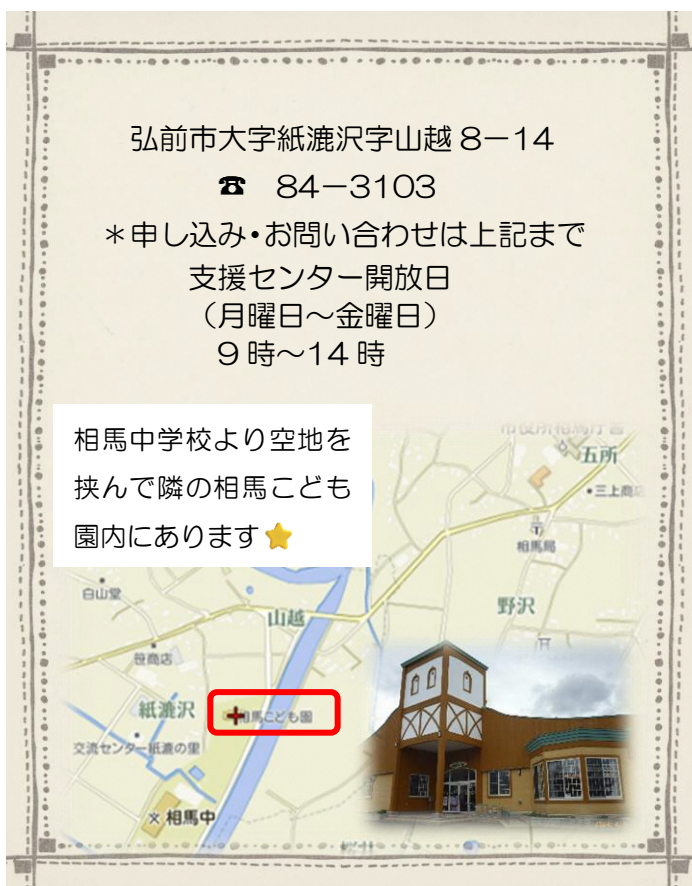 弘前市大字紙漉沢字山越8－14
☎ 84－3103
＊申し込み・お問い合わせは上記まで
支援センター開放日
（月曜日～金曜日）
9時～14時
相馬中学校より空地を
挟んで隣の相馬こども
園内にあります⭐
五所
三上商店
相馬局
白山堂
山越
野沢
笹商店
紙漉沢
相馬こども園
交流センター紙漉の里
相馬中